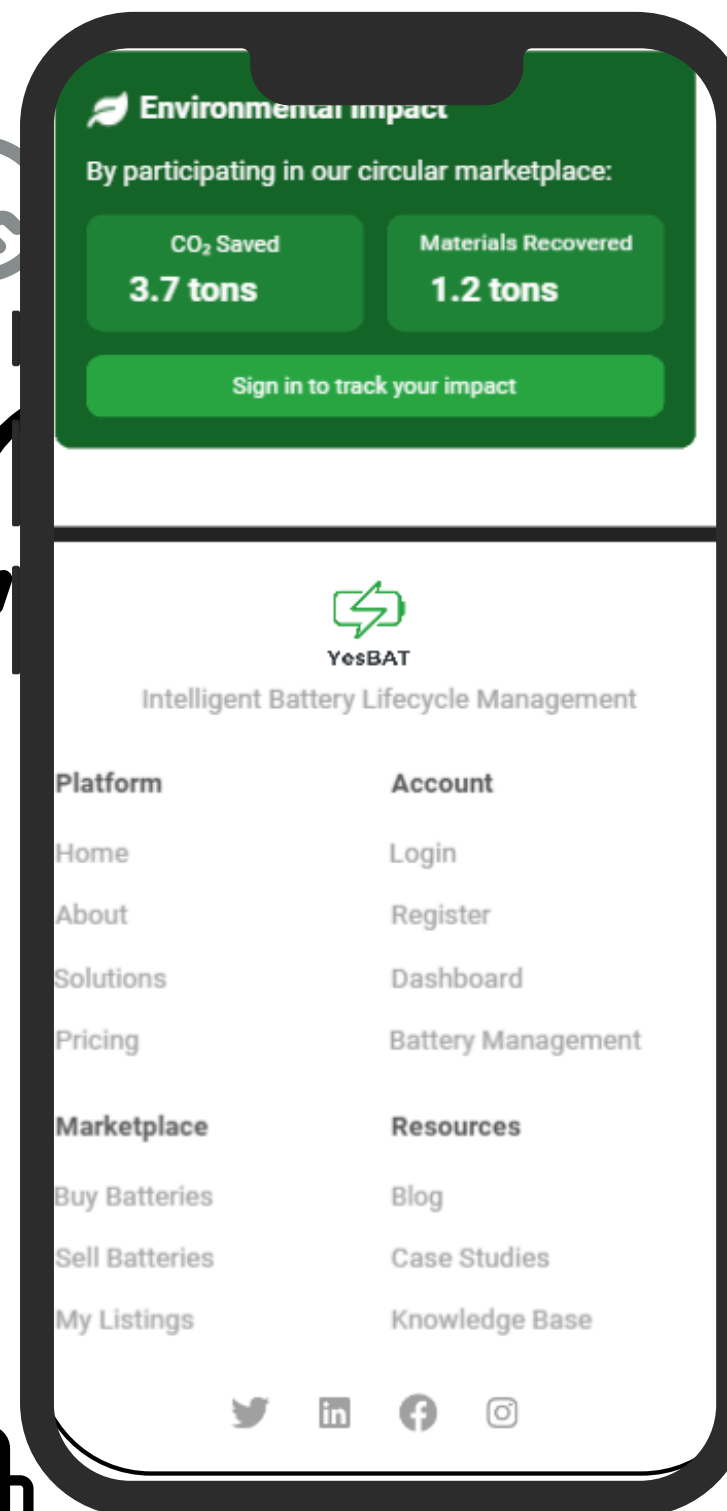 Environmental Impact
By participating in our circular marketplace:
CO₂ Saved
3.7 tons
Materials Recovered
1.2 tons
Sign in to track your impact
YesBAT
Intelligent Battery Lifecycle Management
Platform
Home
About
Solutions
Pricing
Account
Login
Register
Dashboard
Battery Management
Marketplace
Buy Batteries
Sell Batteries
My Listings
Resources
Blog
Case Studies
Knowledge Base